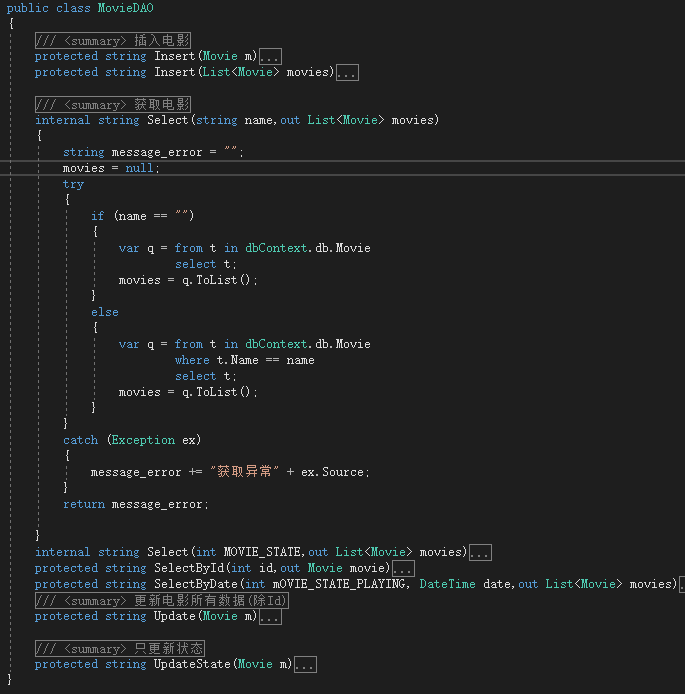 public class MovieDAO
{
/// <summary> 插入电影
protected string Insert(Movie m)...
protected string Insert(List<Movie> movies)...
/// <summary> 获取电影
internal string Select(string name,out List<Movie> movies)
{
string message_error = "";
movies = null;
try
{
if (name == "")
{
var q = from t in dbContext.db.Movie
select t;
movies = q.ToList();
}
else
{
var q = from t in dbContext.db.Movie
where t.Name == name
select t;
movies = q.ToList();
}
}
catch (Exception ex)
{
message_error += "获取异常" + ex.Source;
}
return message_error;
}
internal string Select(int MOVIE_STATE,out List<Movie> movies)...
protected string SelectById(int id,out Movie movie)...
protected string SelectByDate(int mOVIE_STATE_PLAYING, DateTime date,out List<Movie> movies)
/// <summary> 更新电影所有数据(除Id)
protected string Update(Movie m)...
/// <summary> 只更新状态
protected string UpdateState(Movie m)...
}